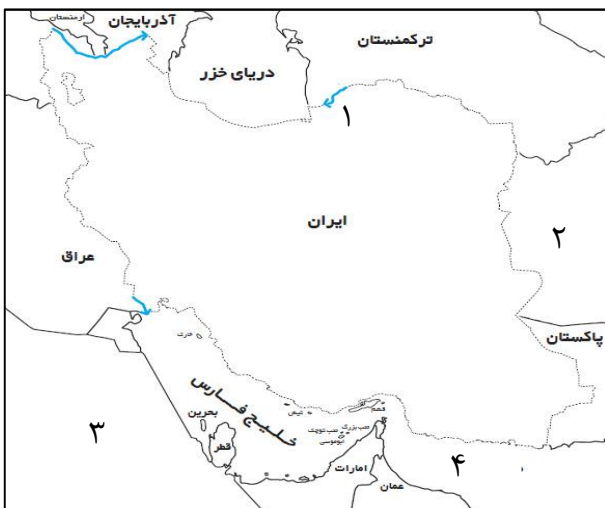 ارمنستان
آذربایجان
ترکمنستان
دریای خزر
۱
ایران
۲
عراق
پاکستان
خارک
خلیج فارس
کیش
قشم
بحرین
تنب کوچک
تنب بزرگ
ابوموسی
۳
قطر
امارات
عمان
۴